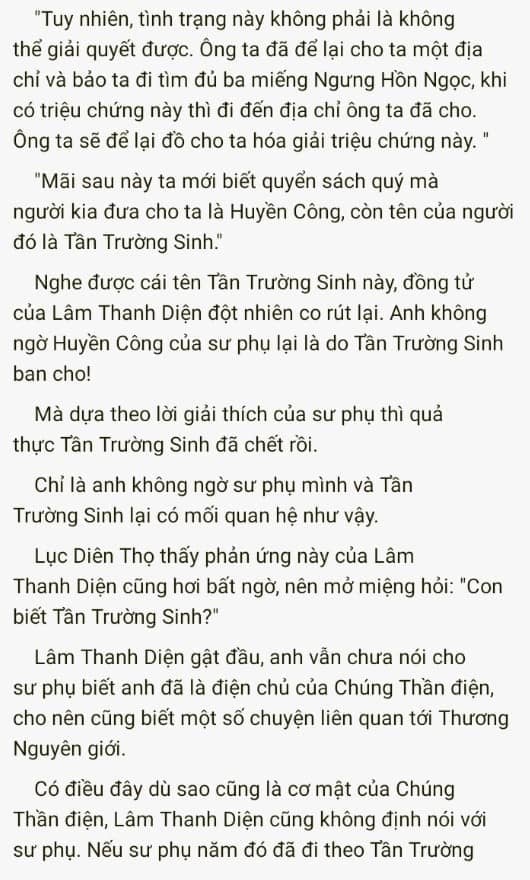 "Tuy nhiên, tình trạng này không phải là không
thể giải quyết được. Ông ta đã để lại cho ta một địa
chỉ và bảo ta đi tìm đủ ba miếng Ngưng Hồn Ngọc, khi
có triệu chứng này thì đi đến địa chỉ ông ta đã cho.
Ông ta sẽ để lại đồ cho ta hóa giải triệu chứng này. "
"Mãi sau này ta mới biết quyển sách quý mà
người kia đưa cho ta là Huyền Công, còn tên của người
đó là Tần Trường Sinh."
Nghe được cái tên Tần Trường Sinh này, đồng tử
của Lâm Thanh Diện đột nhiên co rút lại. Anh không
ngờ Huyền Công của sư phụ lại là do Tần Trường Sinh
ban cho!
Mà dựa theo lời giải thích của sư phụ thì quả
thực Tần Trường Sinh đã chết rồi.
Chỉ là anh không ngờ sư phụ mình và Tần
Trường Sinh lại có mối quan hệ như vậy.
Lục Diên Thọ thấy phản ứng này của Lâm
Thanh Diện cũng hơi bất ngờ, nên mở miệng hỏi: "Con
biết Tần Trường Sinh?"
Lâm Thanh Diện gật đầu, anh vẫn chưa nói cho
sư phụ biết anh đã là điện chủ của Chúng Thần điện,
cho nên cũng biết một số chuyện liên quan tới Thương
Nguyên giới.
Có điều đây dù sao cũng là cơ mật của Chúng
Thần điện, Lâm Thanh Diện cũng không định nói với
sư phụ. Nếu sư phụ năm đó đã đi theo Tần Trường